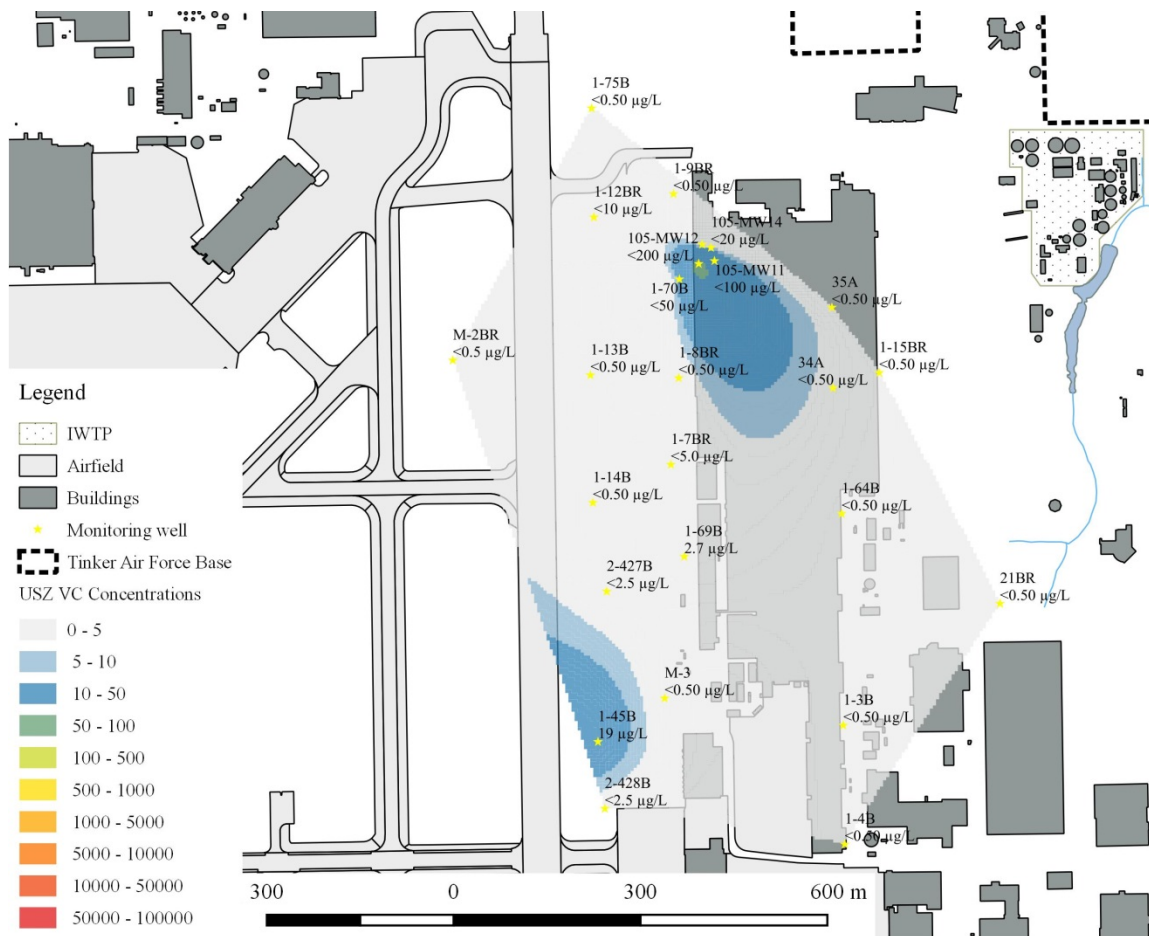 1-75B
<0.50 µg/L
1-9BR
<0.50 µg/L
1-12BR
<10 µg/L
105-MW14
<20 µg/L
105-MW12
<200 µg/L
105-MW11
<100 µg/L
1-70B
<50 µg/L
35A
<0.50 µg/L
M-2BR
<0.5 µg/L
1-13B
<0.50 µg/L
1-8BR
<0.50 µg/L
34A
<0.50 µg/L
1-15BR
<0.50 µg/L
1-7BR
<5.0 µg/L
1-14B
<0.50 µg/L
1-64B
<0.50 µg/L
1-69B
2.7 µg/L
2-427B
<2.5 µg/L
21BR
<0.50 µg/L
M-3
<0.50 µg/L
1-45B
19 µg/L
1-3B
<0.50 µg/L
2-428B
<2.5 µg/L
1-4B
<0.50 µg/L
Legend
IWTP
Airfield
Buildings
Monitoring well
Tinker Air Force Base
USZ VC Concentrations
0 - 5
5 - 10
10 - 50
50 - 100
100 - 500
500 - 1000
1000 - 5000
5000 - 10000
10000 - 50000
50000 - 100000
300 0 300 600 m